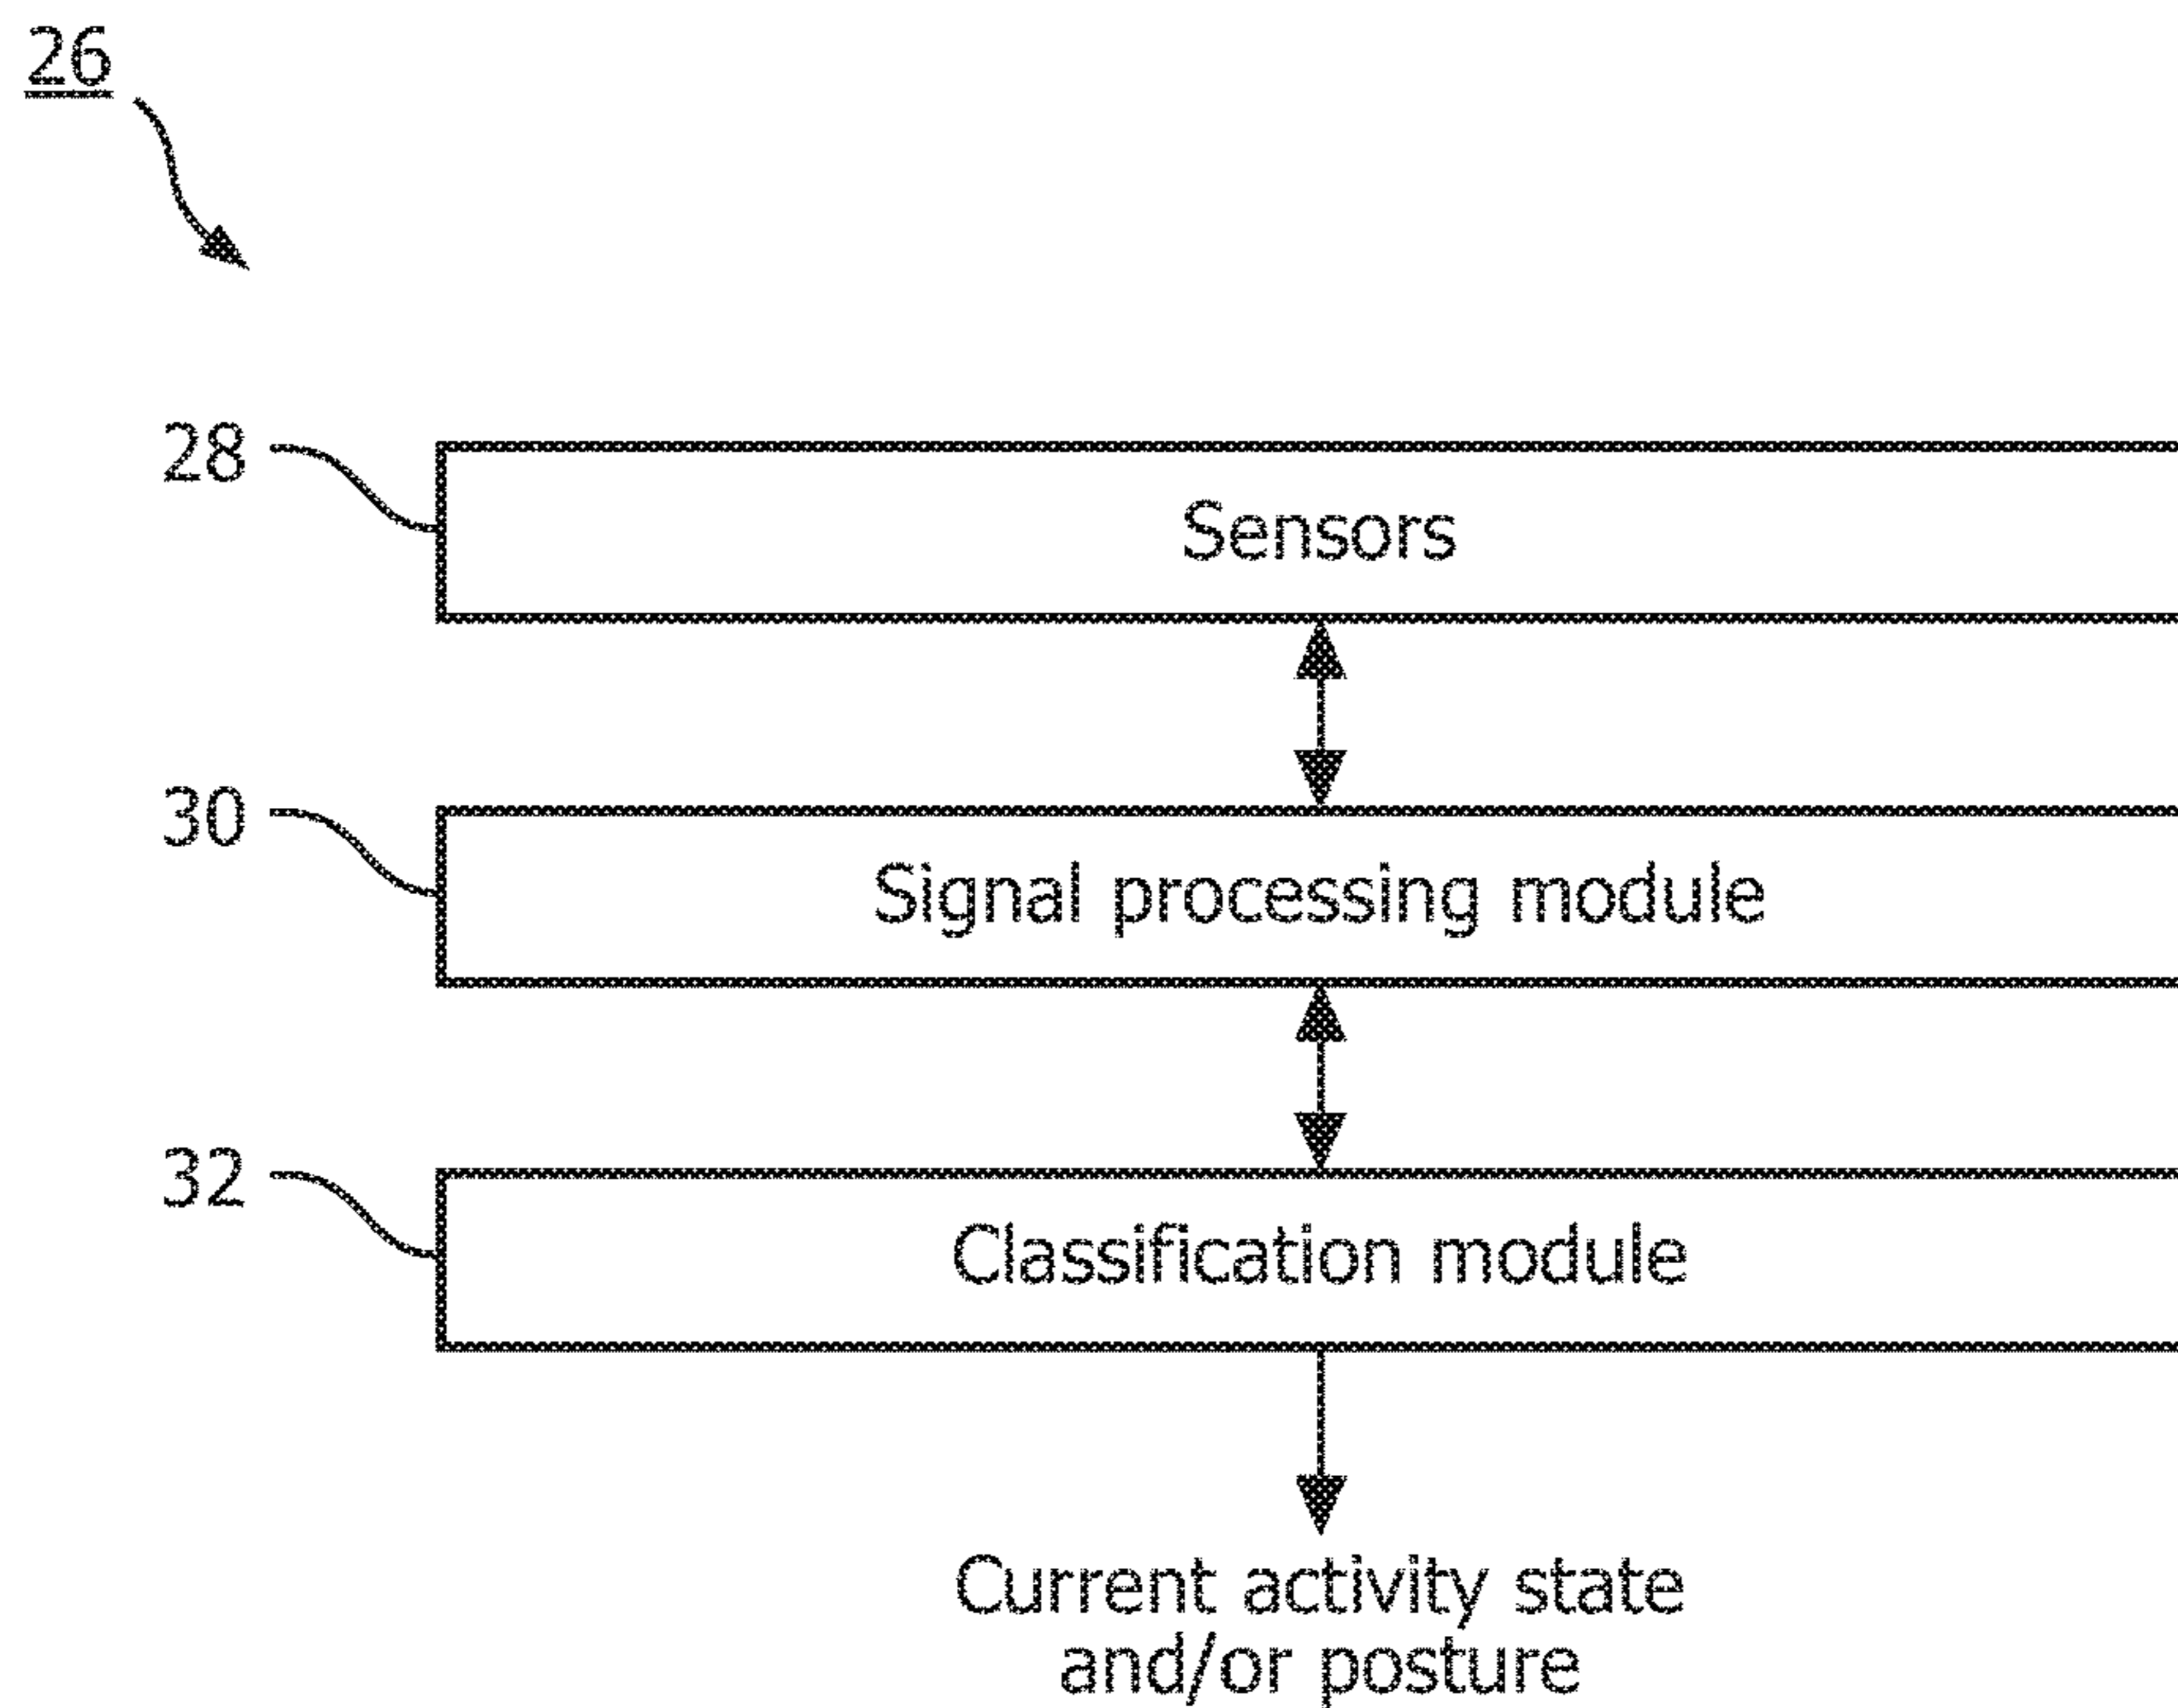 26
28
Sensors
30
Signal processing module
32
Classification module
Current activity state
and/or posture